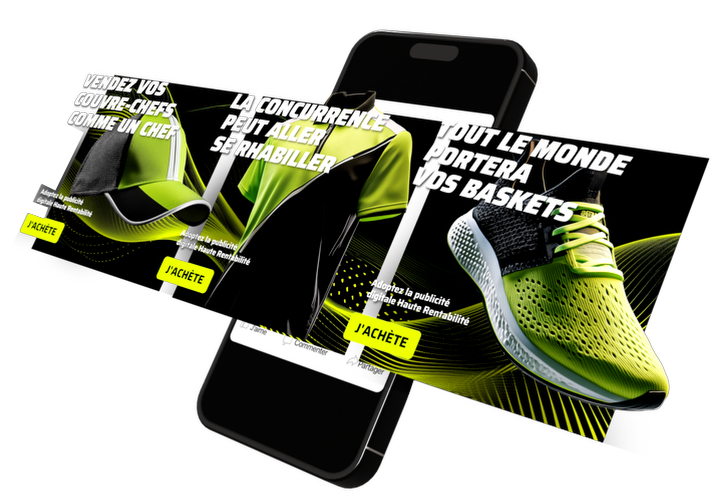 VENDEZ VOS
COUVRE-CHEFS
COMME UN CHEF
Adoptez la publicité
digitale Haute Rentabilité
J'ACHÈTE
LA CONCURRENCE
PEUT ALLER
SE RHABILLER
Adoptez la publicité
digitale Haute Rentabilité
J'ACHÈTE
TOUT LE MONDE
PORTERA
VOS BASKETS
Adoptez la publicité
digitale Haute Rentabilité
J'ACHÈTE
J'aime
Commenter
Partager